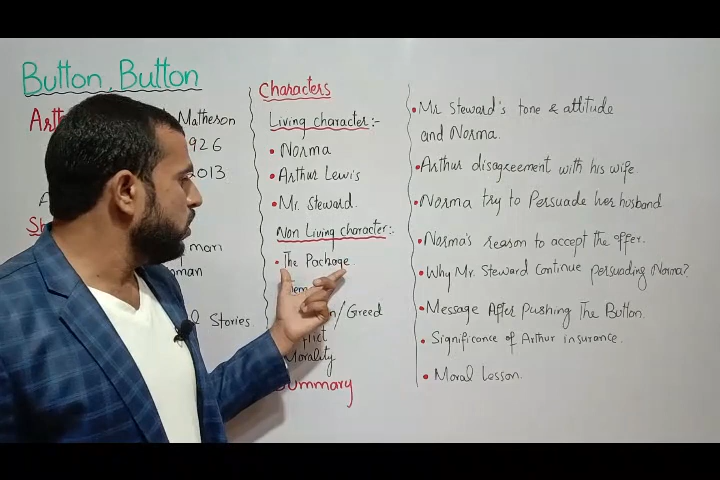 Button, Button
Matheson
926
2013
Stories
Characters
Living character:-
• Norma
• Arthur Lewis
• Mr. Steward.
Non Living character:-
• The Package
/Greed
Morality
Summary
• Mr Steward's tone & attitude
and Norma.
• Arthur disagreement with his wife
• Norma try to Persuade her husband
• Norma's reason to accept the offer.
• Why Mr. Steward Continue persuading Norma?
• Message After pushing The Button.
• Significance of Arthur insurance.
• Moral Lesson.